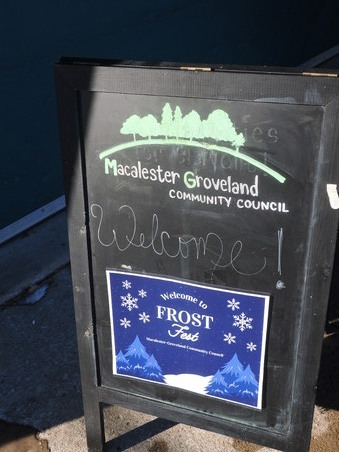 Macalester Groveland
COMMUNITY COUNCIL
Welcome!
Welcome to
FROST
Fest
Macalester-Groveland Community Council